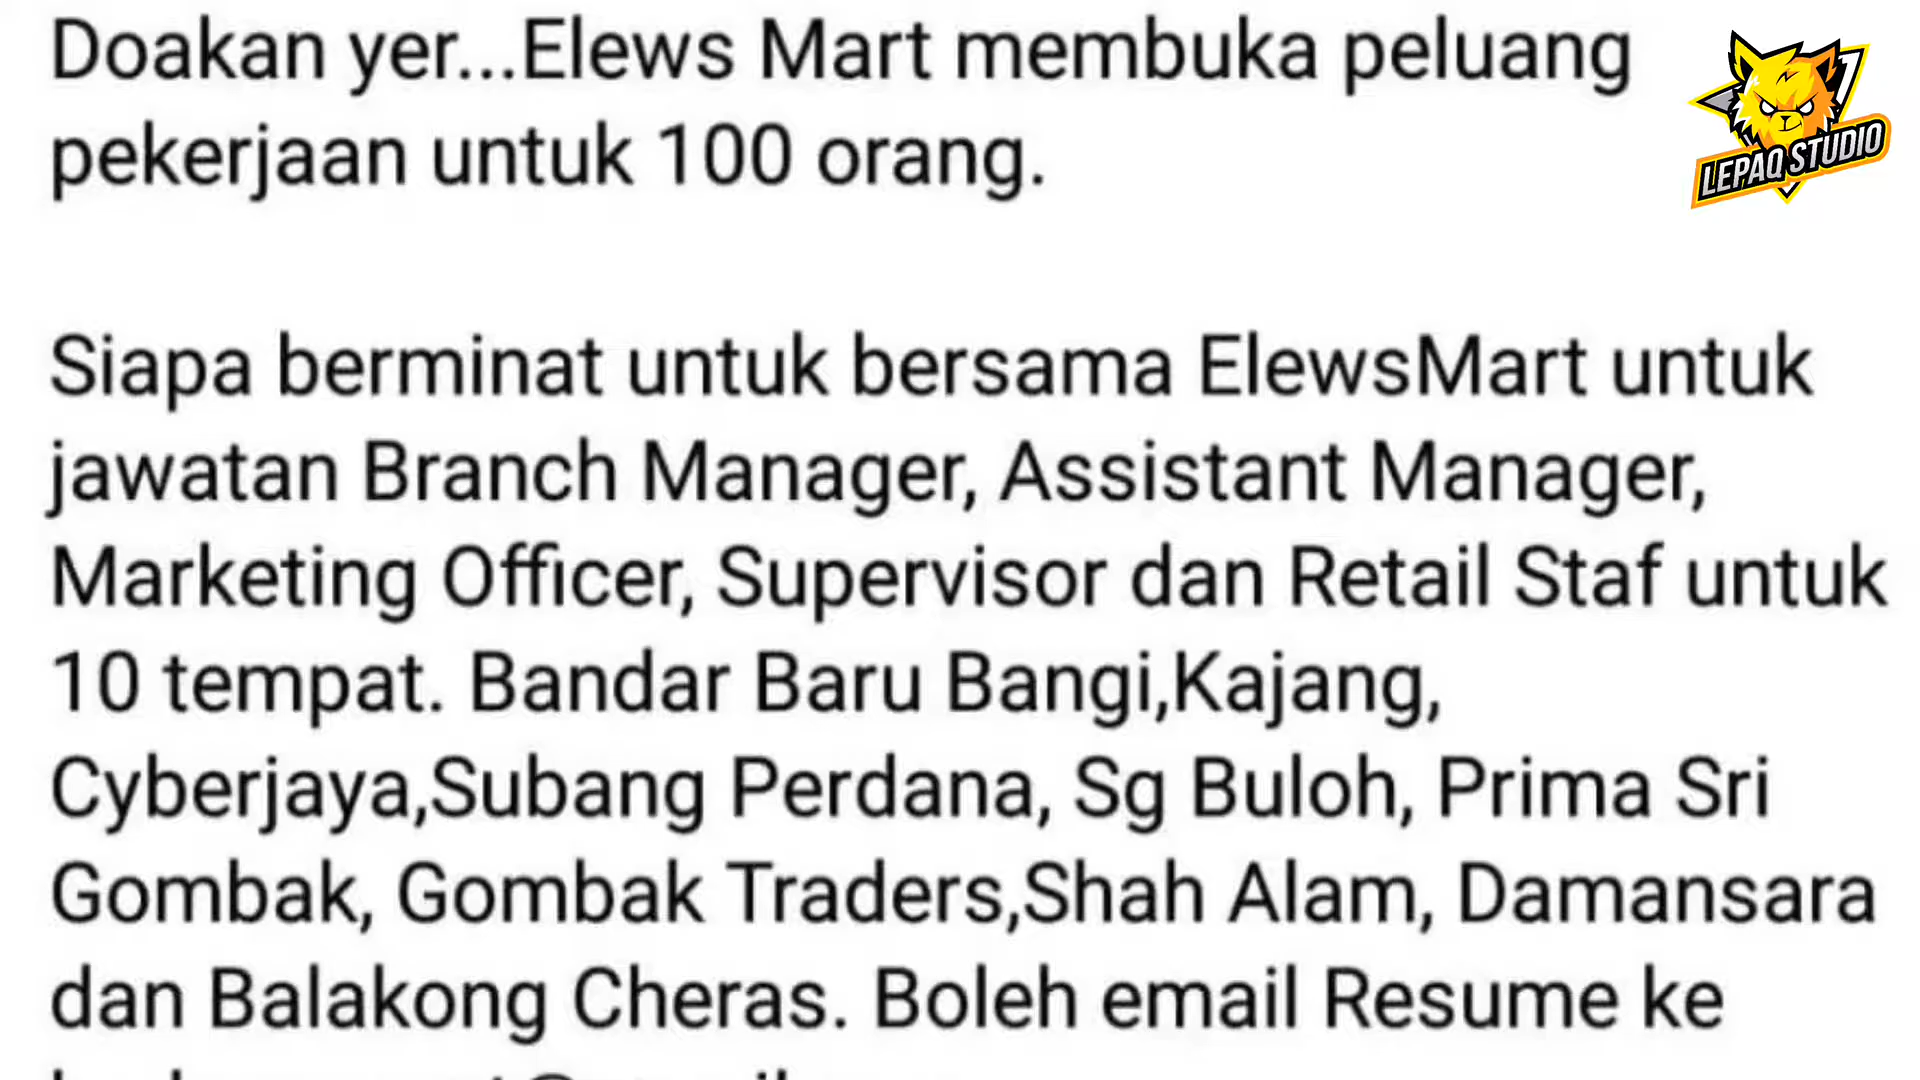 Doakan yer...Elews Mart membuka peluang
pekerjaan untuk 100 orang.
LEPAQ STUDIO
Siapa berminat untuk bersama ElewsMart untuk
jawatan Branch Manager, Assistant Manager,
Marketing Officer, Supervisor dan Retail Staf untuk
10 tempat. Bandar Baru Bangi,Kajang,
Cyberjaya,Subang Perdana, Sg Buloh, Prima Sri
Gombak, Gombak Traders,Shah Alam, Damansara
dan Balakong Cheras. Boleh email Resume ke